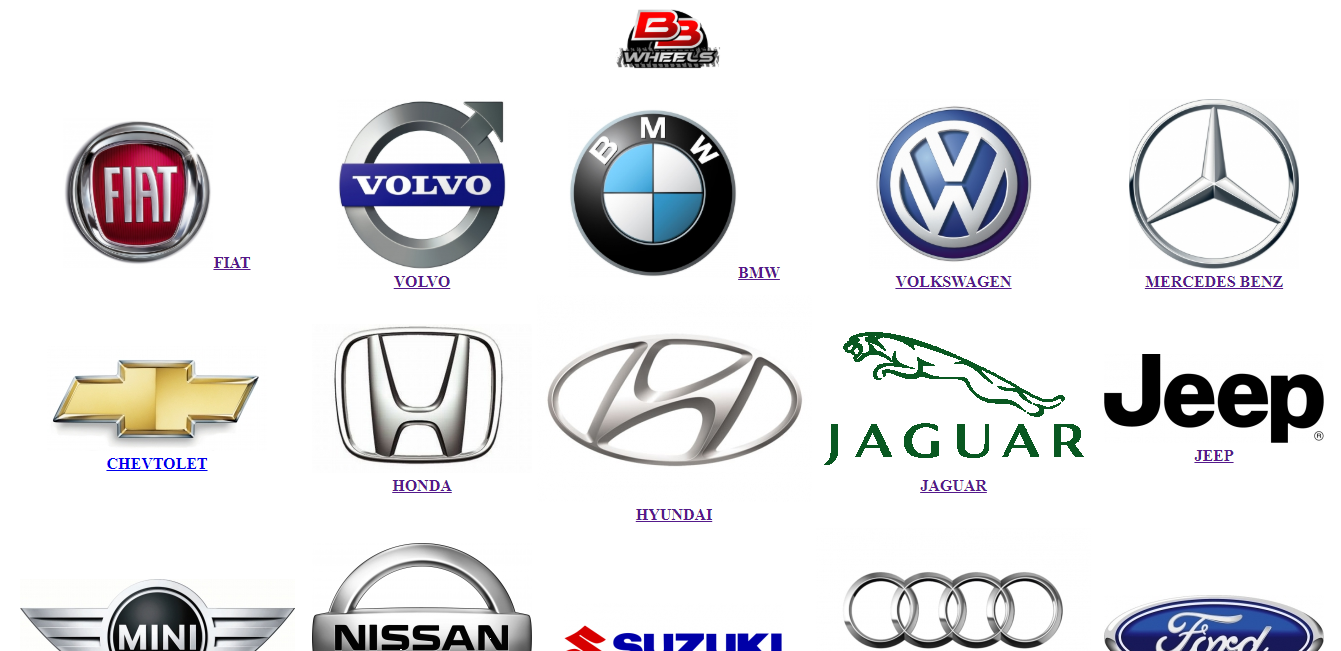 B3
WHEELS
FIAT
FIAT
VOLVO
VOLVO
BMW
BMW
VW
VOLKSWAGEN
MERCEDES BENZ
CHEVTOLET
HONDA
HYUNDAI
JAGUAR
JAGUAR
Jeep®
JEEP
MINI
NISSAN
SUZUKI
Ford